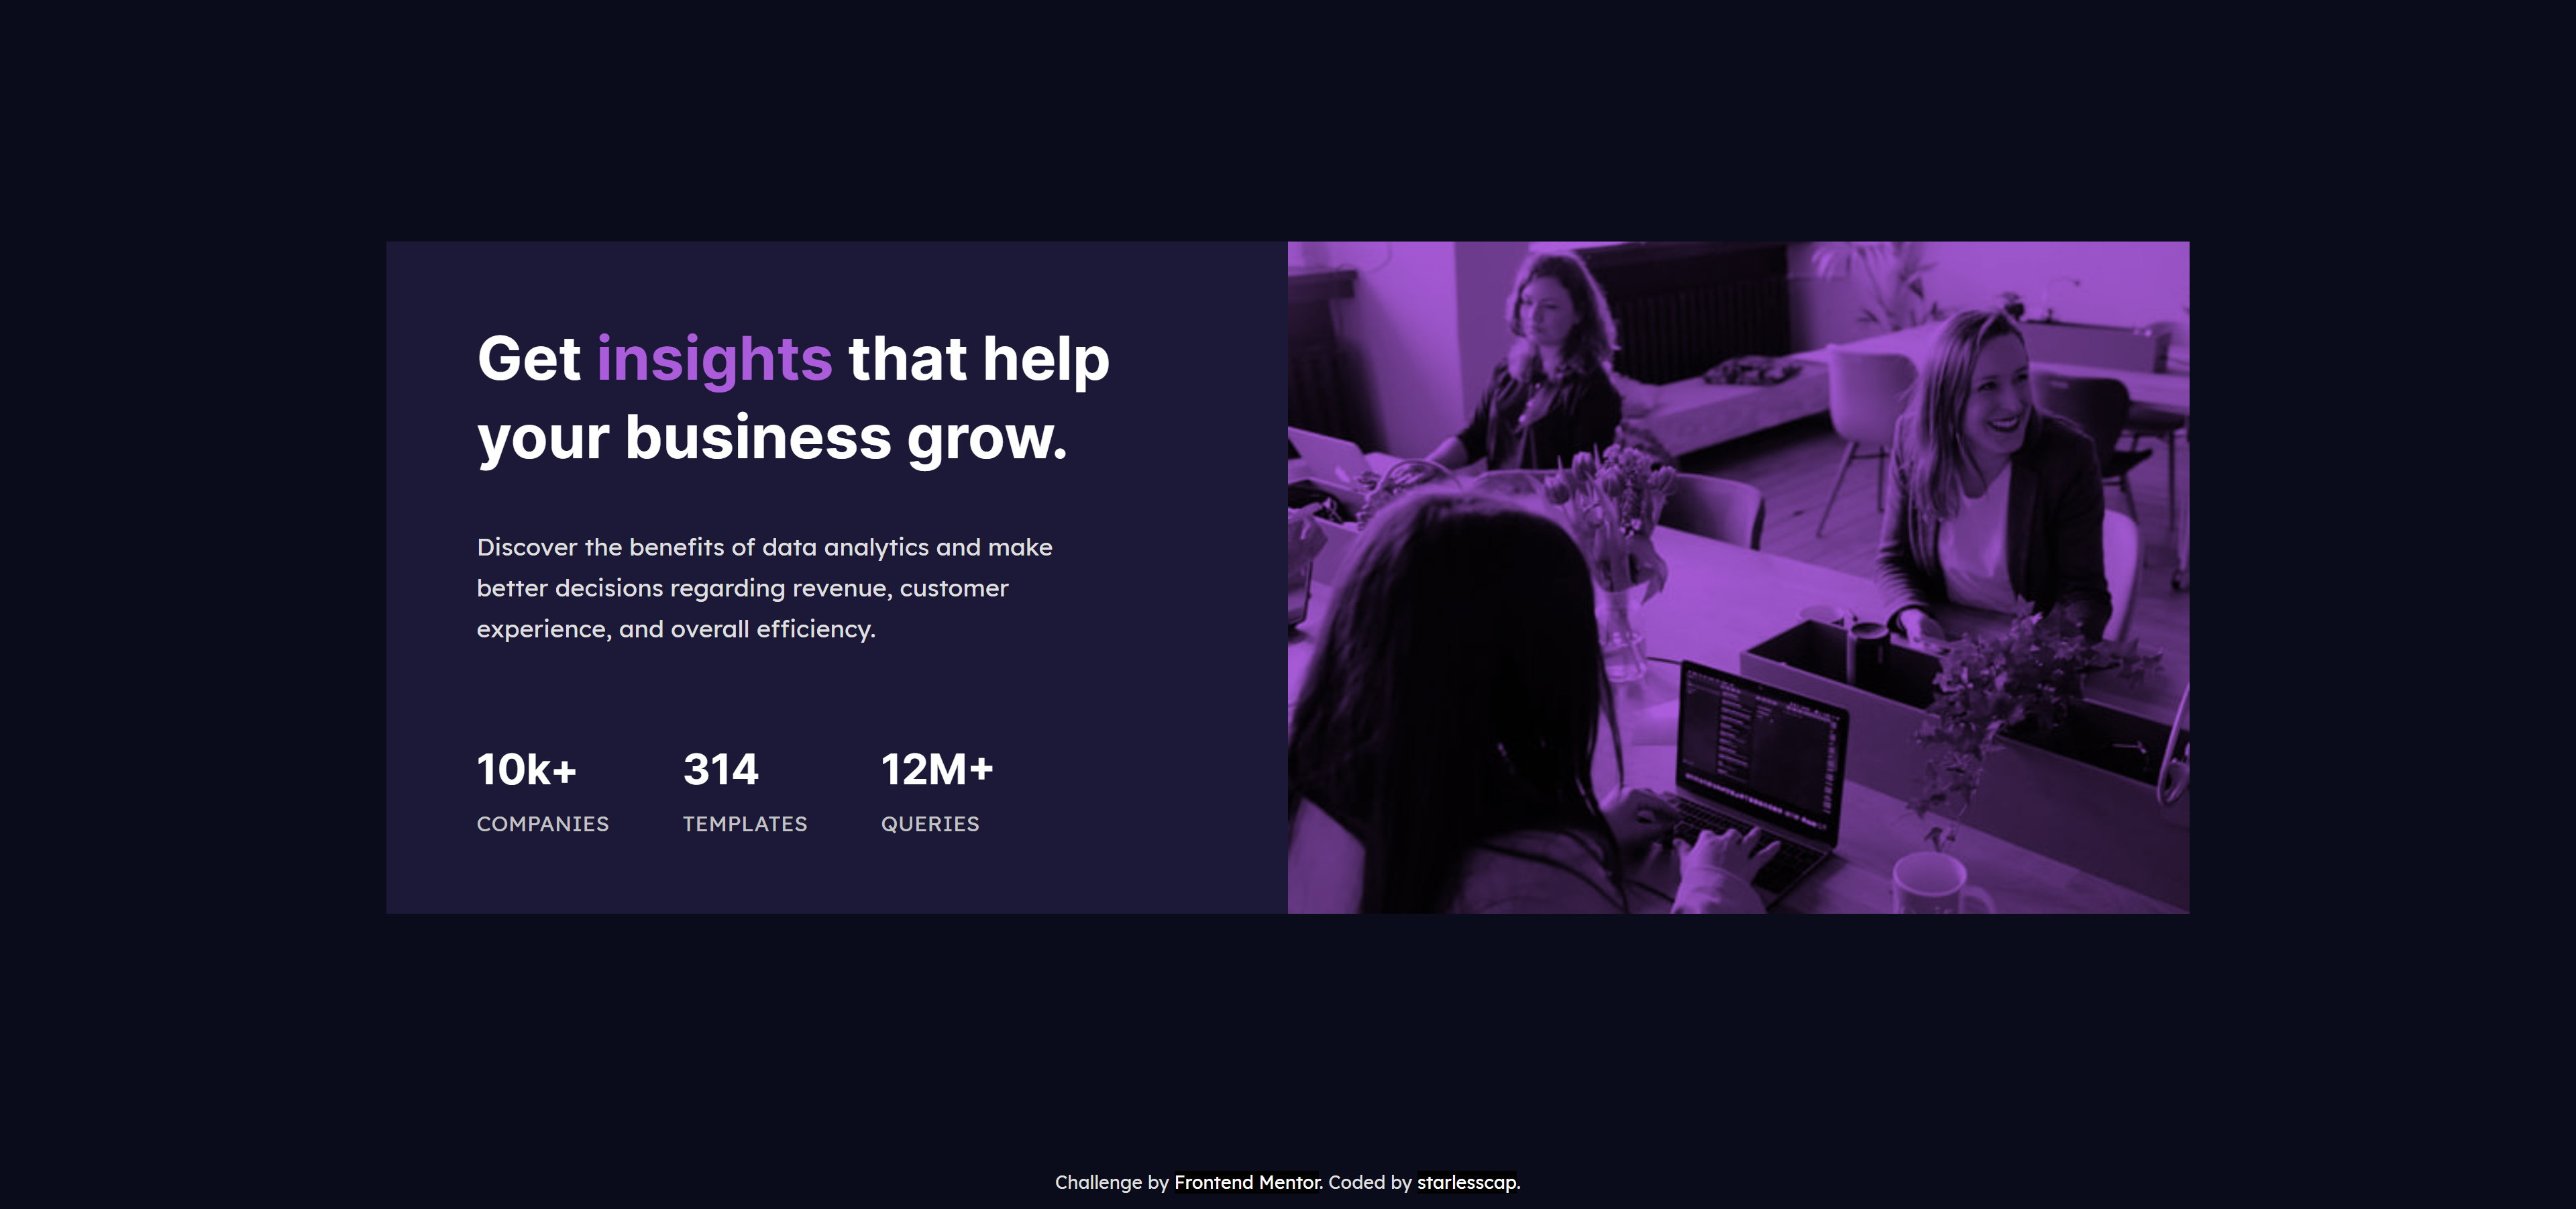 Get insights that help
your business grow.
Discover the benefits of data analytics and make
better decisions regarding revenue, customer
experience, and overall efficiency.
10k+ 314 12M+
COMPANIES TEMPLATES QUERIES
Challenge by Frontend Mentor. Coded by starlesscap.